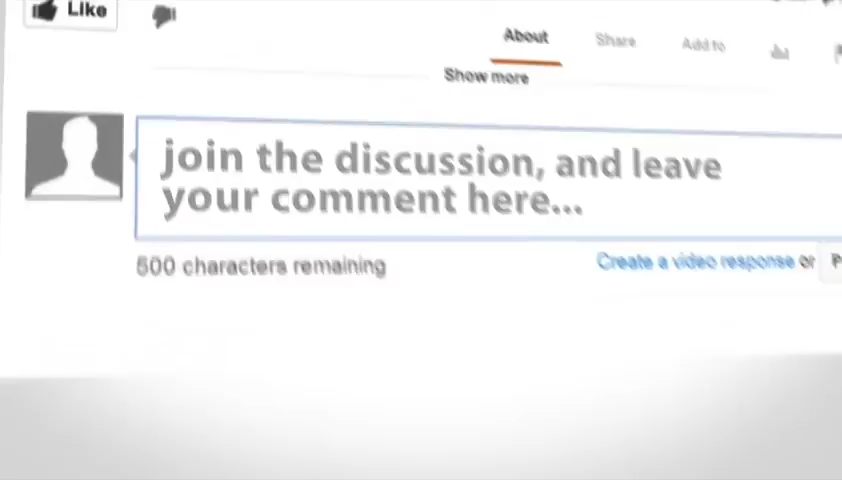 Like
About Share Add to
Show more
join the discussion, and leave
your comment here...
500 characters remaining
Create a video response or